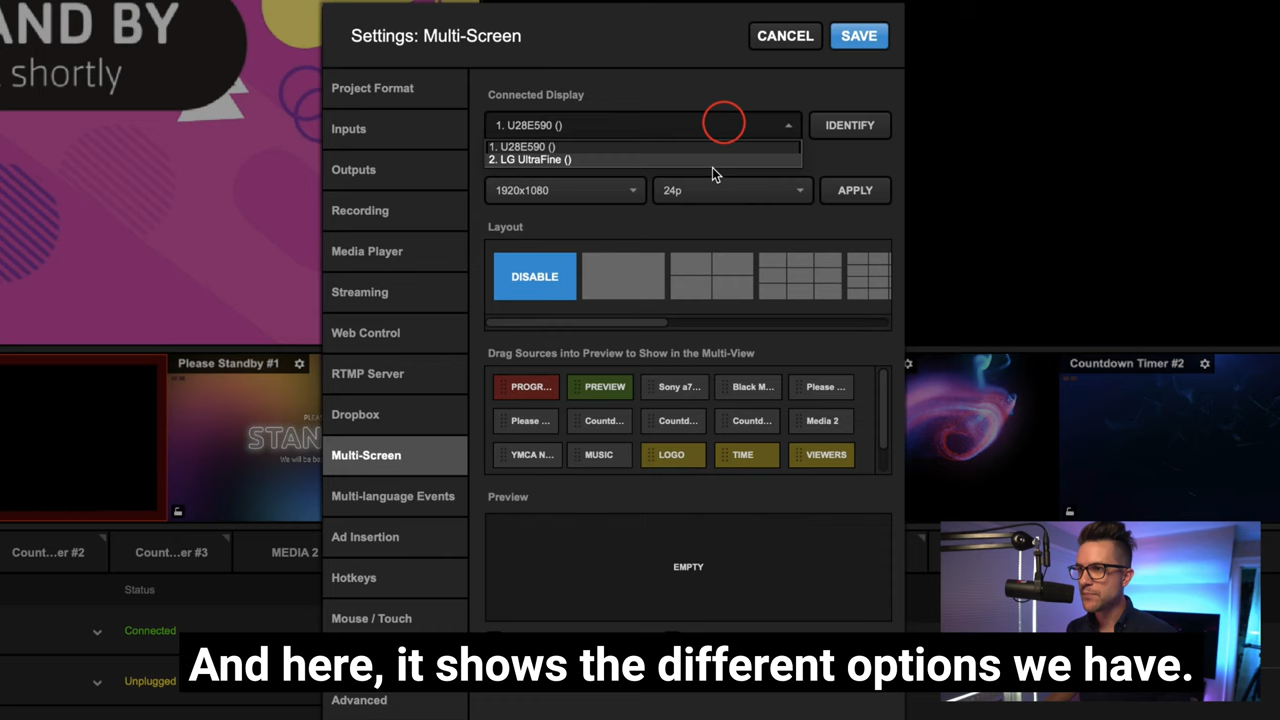 AND BY
shortly
Settings: Multi-Screen
CANCEL
SAVE
Project Format
Inputs
Outputs
Recording
Media Player
Streaming
Web Control
RTMP Server
Dropbox
Multi-Screen
Multi-language Events
Ad Insertion
Hotkeys
Mouse / Touch
Advanced
Connected Display
1. U28E590 ()
IDENTIFY
1. U28E590 ()
2. LG UltraFine ()
1920x1080
24p
APPLY
Layout
DISABLE
Drag Sources into Preview to Show in the Multi-View
PROGR...
PREVIEW
Sony a7...
Black M...
Please ...
Please ...
Countd...
Countd...
Countd...
Media 2
YMCA N...
MUSIC
LOGO
TIME
VIEWERS
Preview
EMPTY
Please Standby #1
STAN
We will be b
Countdown Timer #2
Count...er #2
Count...er #3
MEDIA 2
Status
Connected
Unplugged
And here, it shows the different options we have.